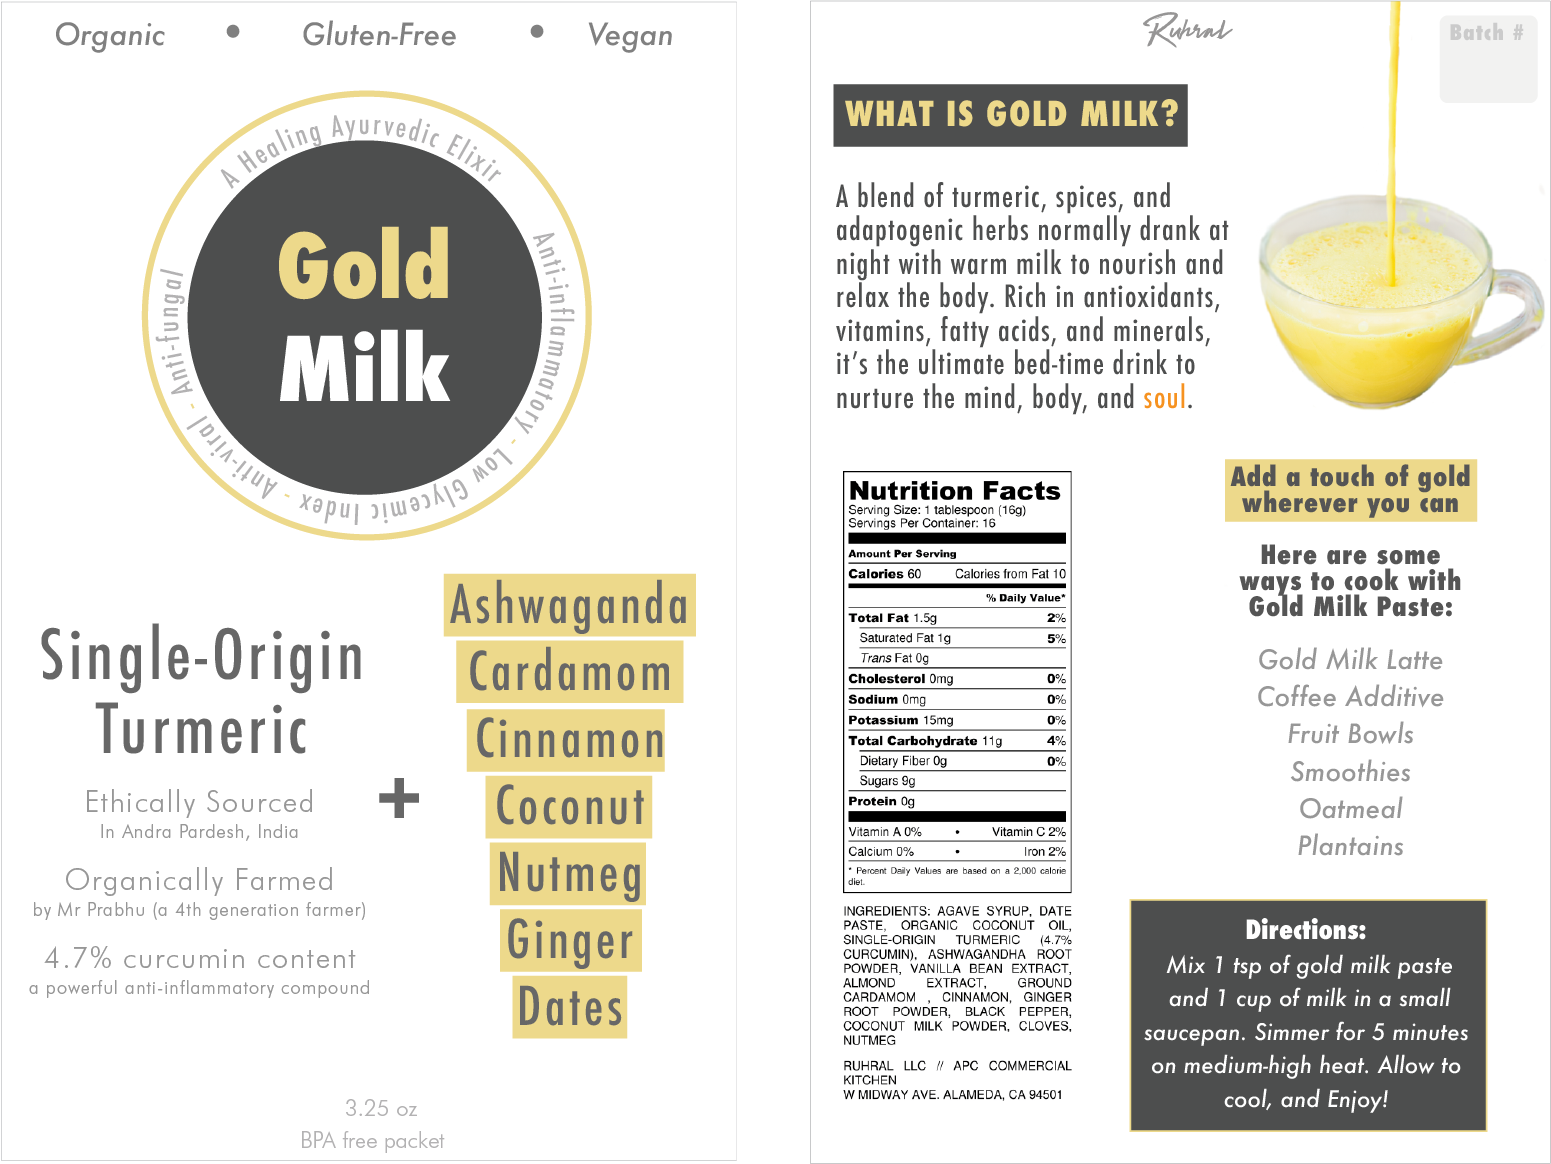 Organic • Gluten-Free • Vegan
A Healing Ayurvedic Elixir
Anti-inflammatory - Low Glycemic Index - Anti-viral - Anti-fungal
Gold
Milk
Single-Origin
Turmeric
Ethically Sourced
In Andra Pardesh, India
Organically Farmed
by Mr Prabhu (a 4th generation farmer)
4.7% curcumin content
a powerful anti-inflammatory compound
+
Ashwaganda
Cardamom
Cinnamon
Coconut
Nutmeg
Ginger
Dates
3.25 oz
BPA free packet
Ruhral
Batch #
WHAT IS GOLD MILK?
A blend of turmeric, spices, and
adaptogenic herbs normally drank at
night with warm milk to nourish and
relax the body. Rich in antioxidants,
vitamins, fatty acids, and minerals,
it's the ultimate bed-time drink to
nurture the mind, body, and soul.
Nutrition Facts
Serving Size: 1 tablespoon (16g)
Servings Per Container: 16
Amount Per Serving
Calories 60 Calories from Fat 10
% Daily Value*
Total Fat 1.5g 2%
Saturated Fat 1g 5%
Trans Fat 0g
Cholesterol 0mg 0%
Sodium 0mg 0%
Potassium 15mg 0%
Total Carbohydrate 11g 4%
Dietary Fiber 0g 0%
Sugars 9g
Protein 0g
Vitamin A 0% • Vitamin C 2%
Calcium 0% • Iron 2%
* Percent Daily Values are based on a 2,000 calorie
diet.
INGREDIENTS: AGAVE SYRUP, DATE
PASTE, ORGANIC COCONUT OIL,
SINGLE-ORIGIN TURMERIC (4.7%
CURCUMIN), ASHWAGANDHA ROOT
POWDER, VANILLA BEAN EXTRACT,
ALMOND EXTRACT, GROUND
CARDAMOM , CINNAMON, GINGER
ROOT POWDER, BLACK PEPPER,
COCONUT MILK POWDER, CLOVES,
NUTMEG
RUHRAL LLC // APC COMMERCIAL
KITCHEN
W MIDWAY AVE. ALAMEDA, CA 94501
Add a touch of gold
wherever you can
Here are some
ways to cook with
Gold Milk Paste:
Gold Milk Latte
Coffee Additive
Fruit Bowls
Smoothies
Oatmeal
Plantains
Directions:
Mix 1 tsp of gold milk paste
and 1 cup of milk in a small
saucepan. Simmer for 5 minutes
on medium-high heat. Allow to
cool, and Enjoy!